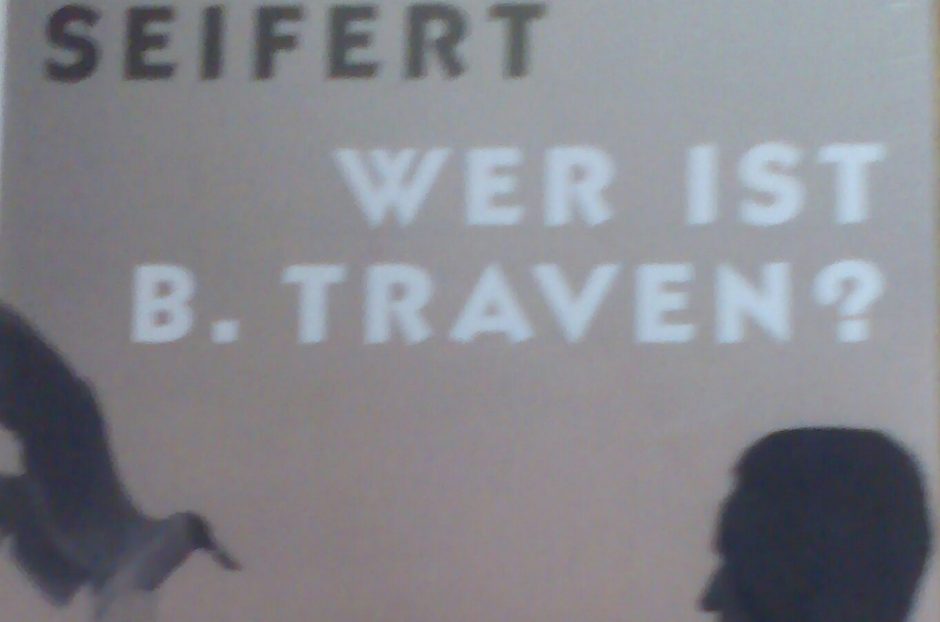 SEIFERT
WER IST
B. TRAVEN?